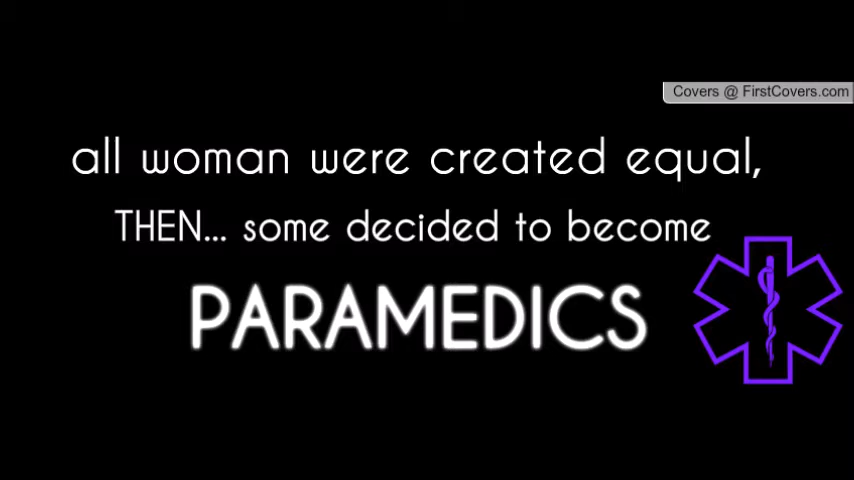 Covers @ FirstCovers.com
all woman were created equal,
THEN... some decided to become
PARAMEDICS